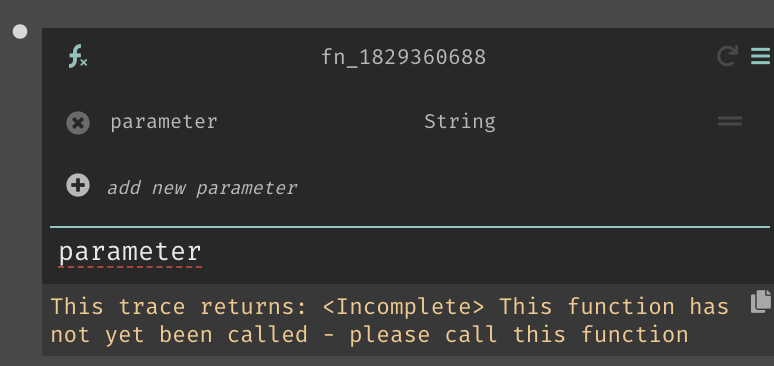 fn_1829360688
parameter String
add new parameter
parameter
This trace returns: <Incomplete> This function has
not yet been called - please call this function